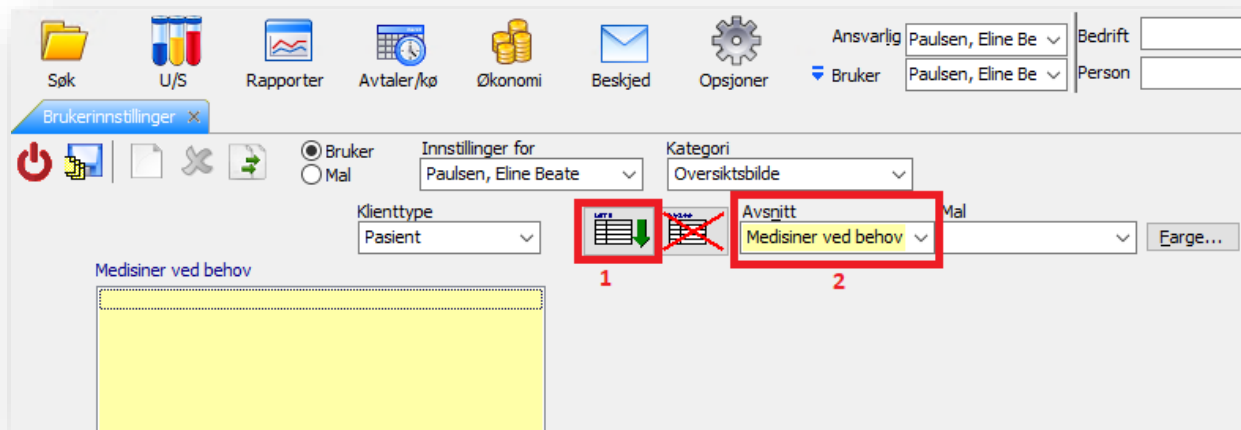 Søk
U/S
Rapporter
Avtaler/kø
Økonomi
Beskjed
Opsjoner
Ansvarlig Paulsen, Eline Be
Bruker Paulsen, Eline Be
Bedrift
Person
Brukerinnstillinger
Bruker
Mal
Innstillinger for
Paulsen, Eline Beate
Kategori
Oversiktsbilde
Klienttype
Pasient
Avsnitt
Medisiner ved behov
Mal
Farge...
1
2
Medisiner ved behov